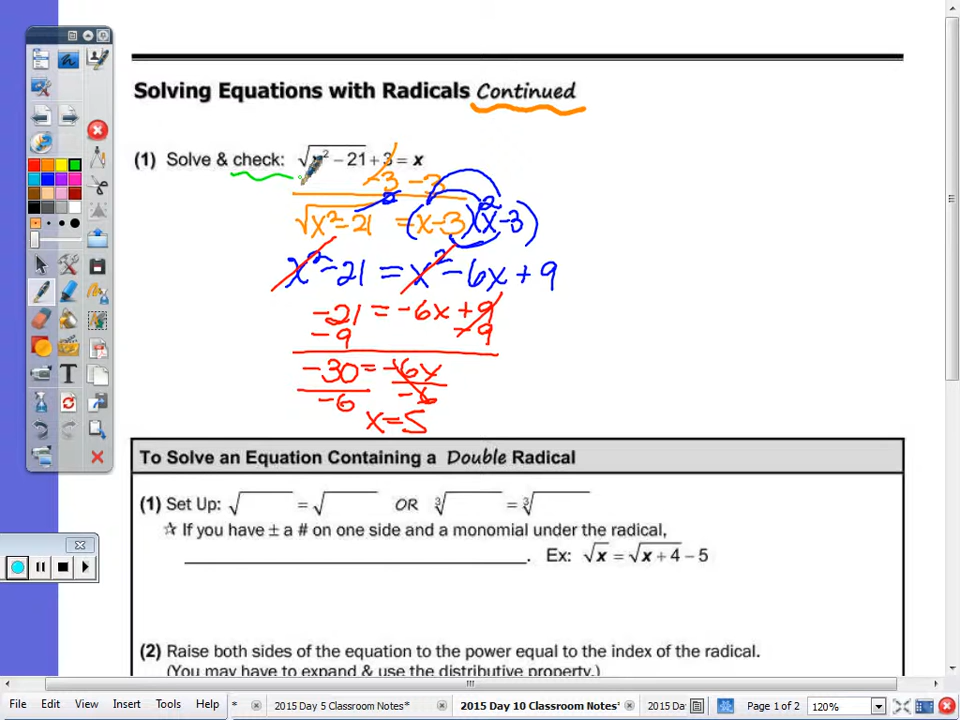 Solving Equations with Radicals Continued
(1) Solve & check: √x² − 21 + 3 = x
−3 −3
√x²−21 = (x−3)(x−3)
x²−21 = x²−6x+9
−21 = −6x+9
−9 −9
−30 = −6x
−6 −6
x=5
To Solve an Equation Containing a Double Radical
(1) Set Up: √ = √ OR ∛ = ∛
☆ If you have ± a # on one side and a monomial under the radical,
______________________. Ex: √x = √x + 4 − 5
(2) Raise both sides of the equation to the power equal to the index of the radical.
(You may have to expand & use the distributive property.)
File Edit View Insert Tools Help * 2015 Day 5 Classroom Notes* 2015 Day 10 Classroom Notes* 2015 Da Page 1 of 2 120%